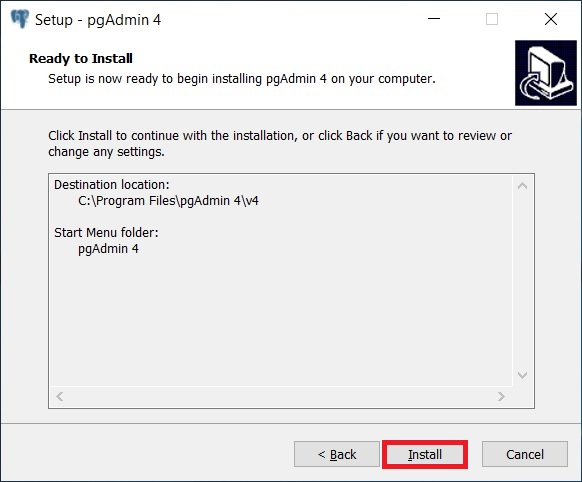 Setup - pgAdmin 4
Ready to Install
Setup is now ready to begin installing pgAdmin 4 on your computer.
Click Install to continue with the installation, or click Back if you want to review or
change any settings.
Destination location:
C:\Program Files\pgAdmin 4\v4
Start Menu folder:
pgAdmin 4
< Back
Install
Cancel